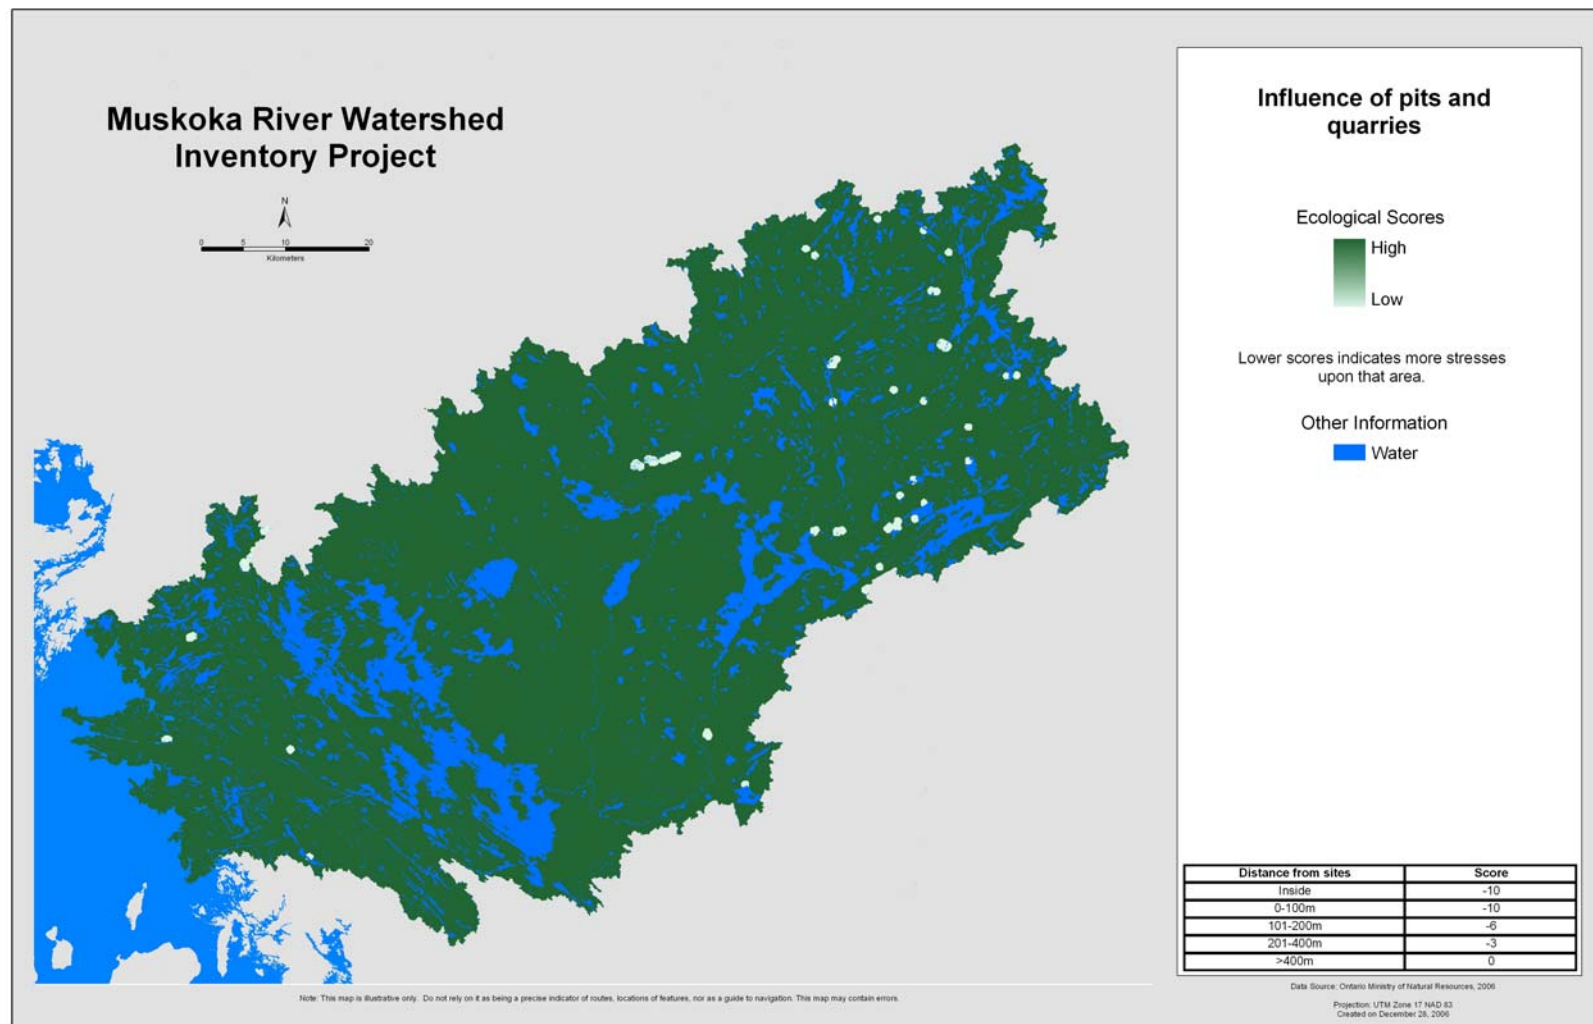 Muskoka River Watershed
Inventory Project
N
0 5 10 20
Kilometers
Influence of pits and
quarries
Ecological Scores
High
Low
Lower scores indicates more stresses
upon that area.
Other Information
Water
Distance from sites Score
Inside -10
0-100m -10
101-200m -6
201-400m -3
>400m 0
Note: This map is illustrative only. Do not rely on it as being a precise indicator of routes, locations of features, nor as a guide to navigation. This map may contain errors.
Data Source: Ontario Ministry of Natural Resources, 2006
Projection: UTM Zone 17 NAD 83
Created on December 28, 2006